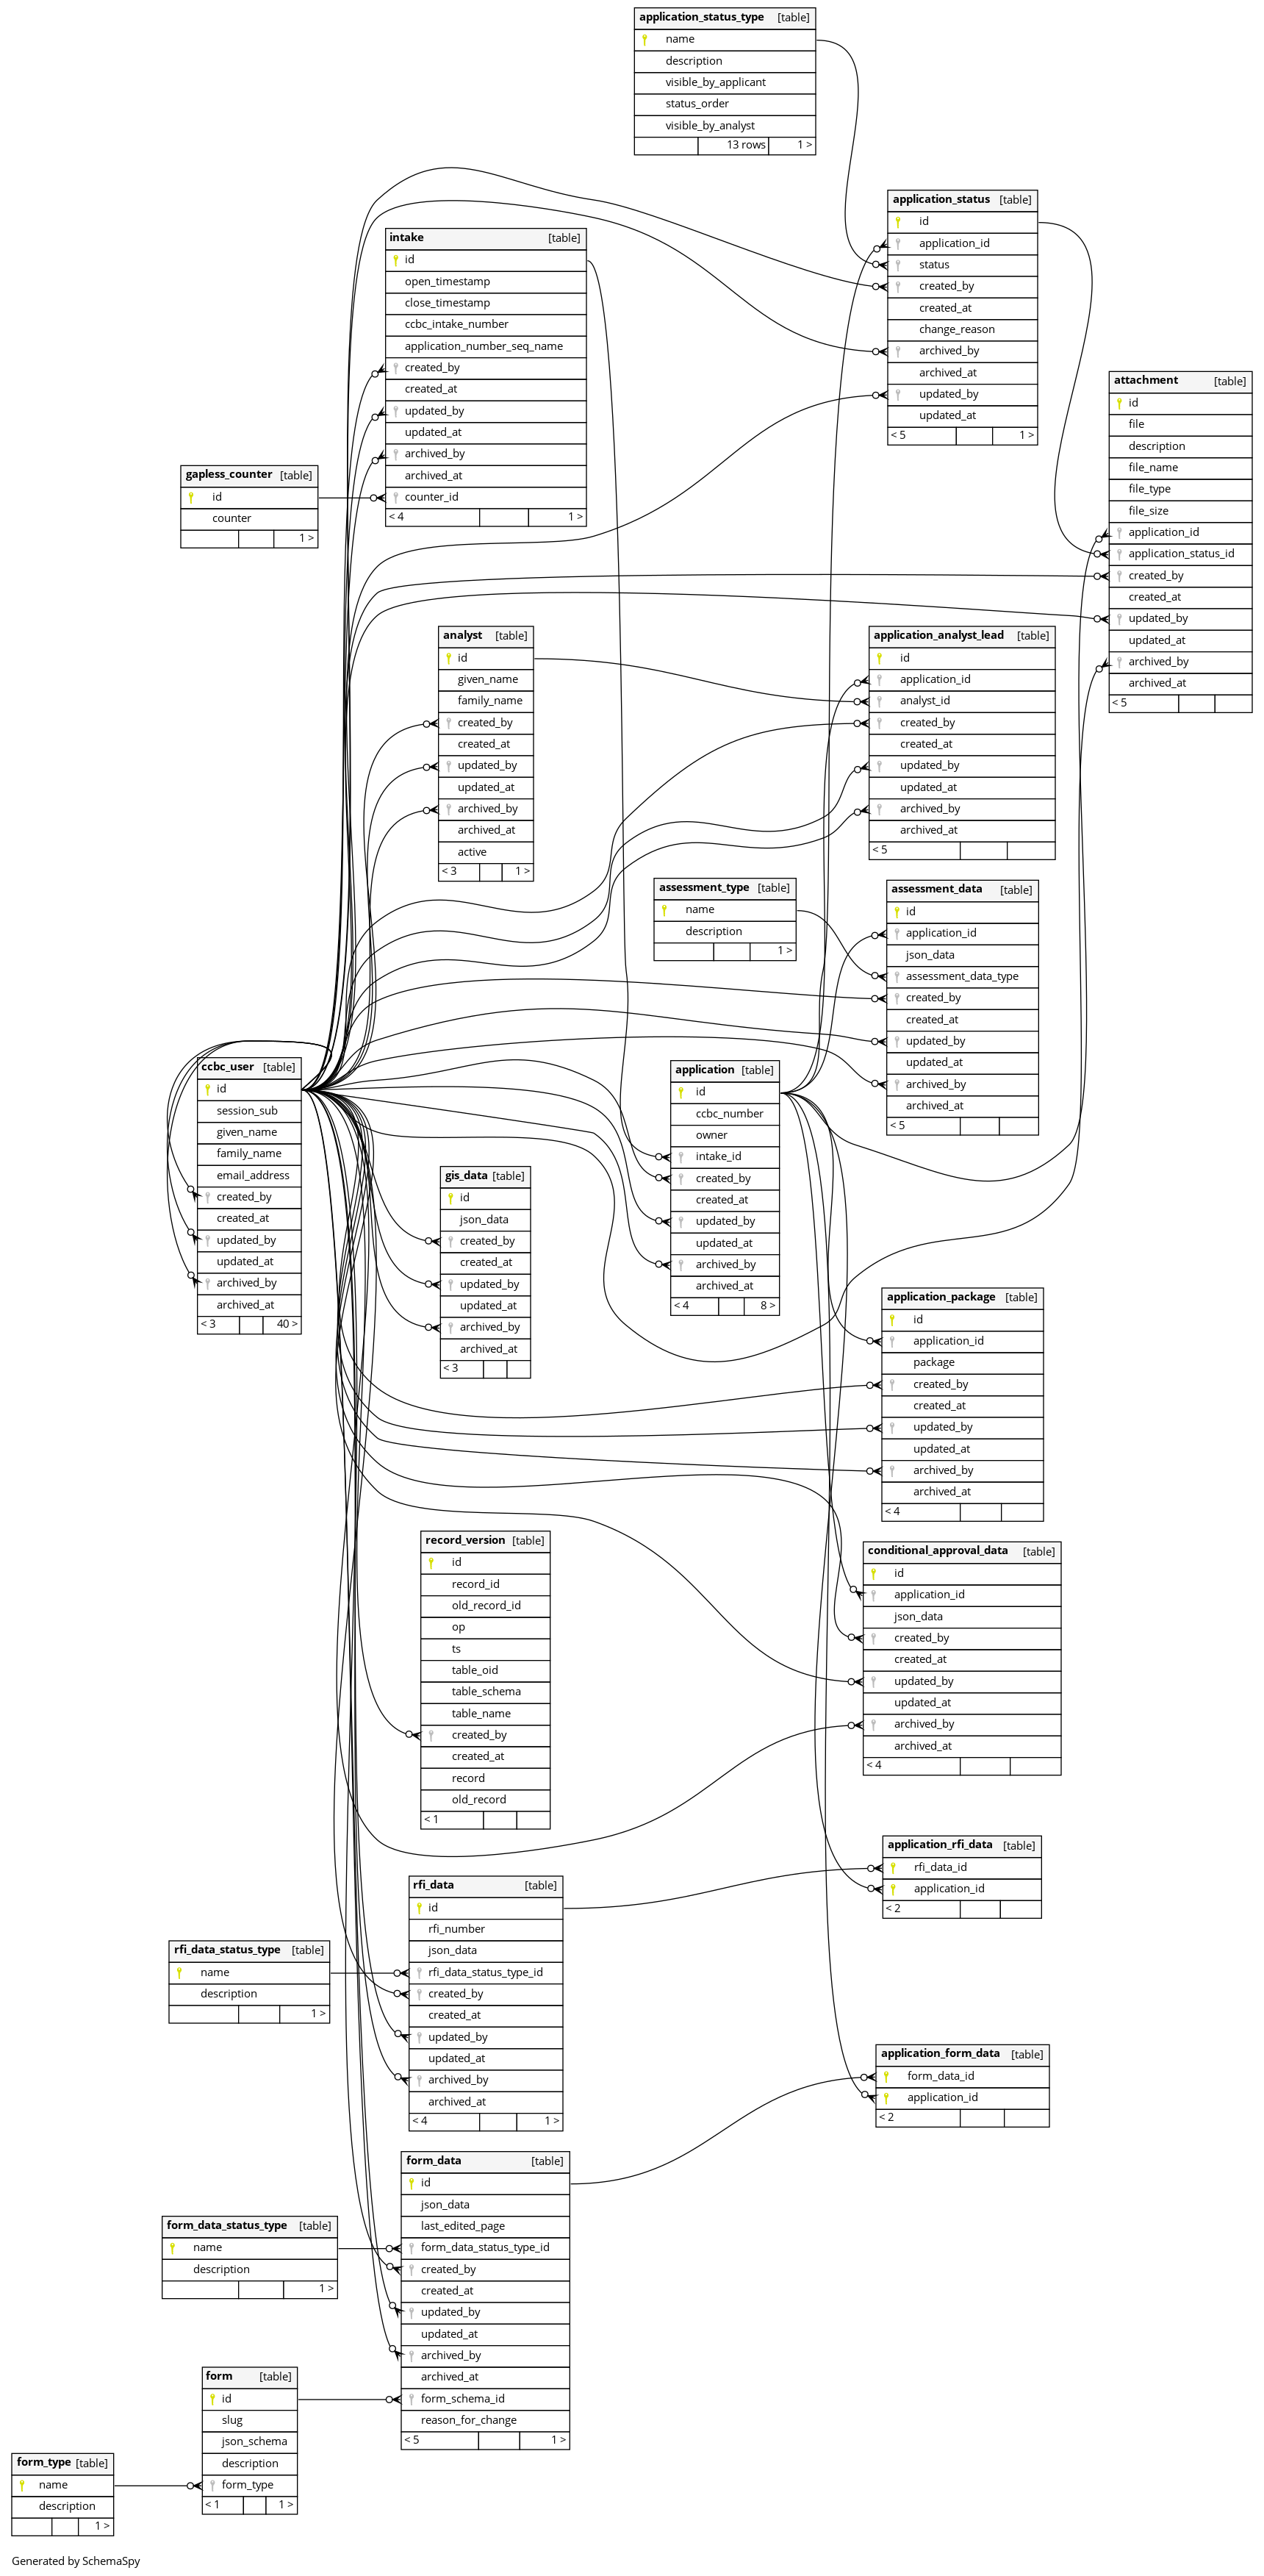 application_status_type [table]
name
description
visible_by_applicant
status_order
visible_by_analyst
13 rows 1 >
application_status [table]
id
application_id
status
created_by
created_at
change_reason
archived_by
archived_at
updated_by
updated_at
< 5 1 >
intake [table]
id
open_timestamp
close_timestamp
ccbc_intake_number
application_number_seq_name
created_by
created_at
updated_by
updated_at
archived_by
archived_at
counter_id
< 4 1 >
attachment [table]
id
file
description
file_name
file_type
file_size
application_id
application_status_id
created_by
created_at
updated_by
updated_at
archived_by
archived_at
< 5
gapless_counter [table]
id
counter
1 >
analyst [table]
id
given_name
family_name
created_by
created_at
updated_by
updated_at
archived_by
archived_at
active
< 3 1 >
application_analyst_lead [table]
id
application_id
analyst_id
created_by
created_at
updated_by
updated_at
archived_by
archived_at
< 5
assessment_type [table]
name
description
1 >
assessment_data [table]
id
application_id
json_data
assessment_data_type
created_by
created_at
updated_by
updated_at
archived_by
archived_at
< 5
ccbc_user [table]
id
session_sub
given_name
family_name
email_address
created_by
created_at
updated_by
updated_at
archived_by
archived_at
< 3 40 >
application [table]
id
ccbc_number
owner
intake_id
created_by
created_at
updated_by
updated_at
archived_by
archived_at
< 4 8 >
gis_data [table]
id
json_data
created_by
created_at
updated_by
updated_at
archived_by
archived_at
< 3
application_package [table]
id
application_id
package
created_by
created_at
updated_by
updated_at
archived_by
archived_at
< 4
record_version [table]
id
record_id
old_record_id
op
ts
table_oid
table_schema
table_name
created_by
created_at
record
old_record
< 1
conditional_approval_data [table]
id
application_id
json_data
created_by
created_at
updated_by
updated_at
archived_by
archived_at
< 4
application_rfi_data [table]
rfi_data_id
application_id
< 2
rfi_data [table]
id
rfi_number
json_data
rfi_data_status_type_id
created_by
created_at
updated_by
updated_at
archived_by
archived_at
< 4 1 >
rfi_data_status_type [table]
name
description
1 >
application_form_data [table]
form_data_id
application_id
< 2
form_data [table]
id
json_data
last_edited_page
form_data_status_type_id
created_by
created_at
updated_by
updated_at
archived_by
archived_at
form_schema_id
reason_for_change
< 5 1 >
form_data_status_type [table]
name
description
1 >
form [table]
id
slug
json_schema
description
form_type
< 1 1 >
form_type [table]
name
description
1 >
Generated by SchemaSpy